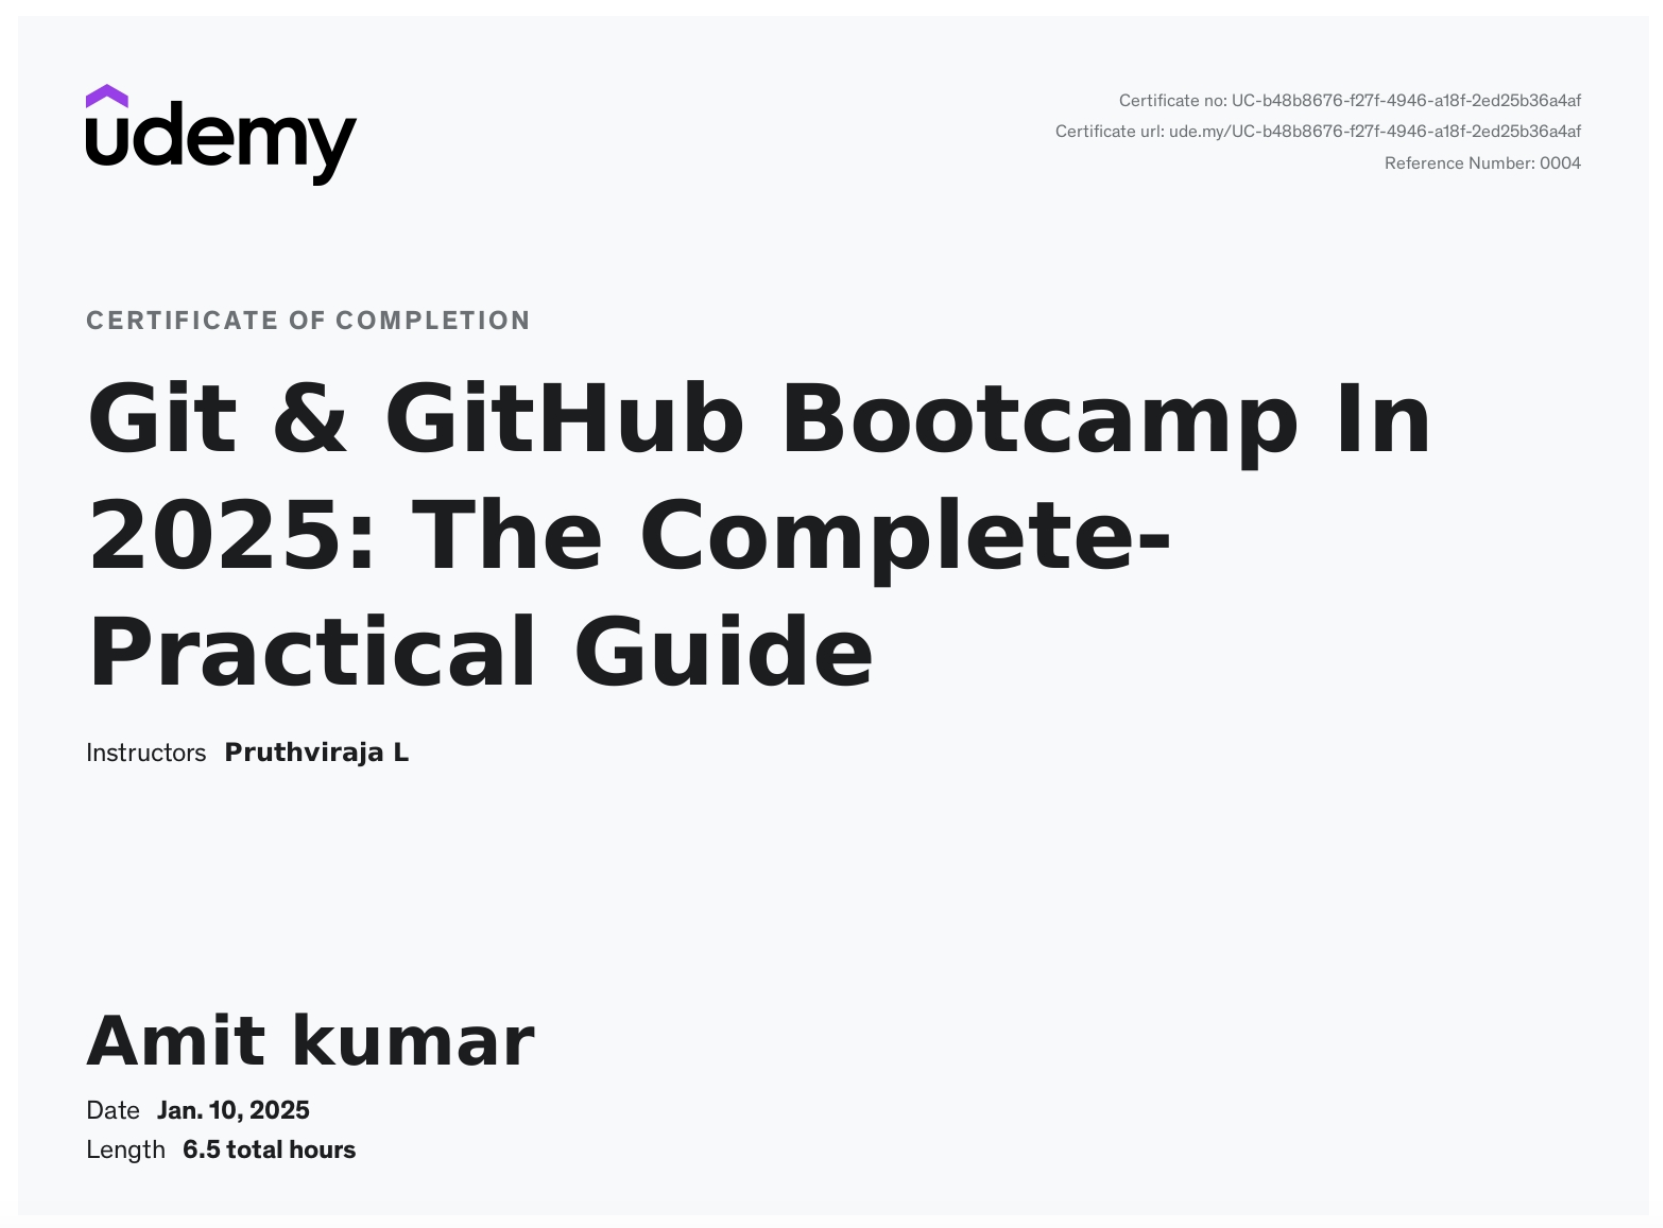 udemy
Certificate no: UC-b48b8676-f27f-4946-a18f-2ed25b36a4af
Certificate url: ude.my/UC-b48b8676-f27f-4946-a18f-2ed25b36a4af
Reference Number: 0004
CERTIFICATE OF COMPLETION
Git & GitHub Bootcamp In
2025: The Complete-
Practical Guide
Instructors Pruthviraja L
Amit kumar
Date Jan. 10, 2025
Length 6.5 total hours